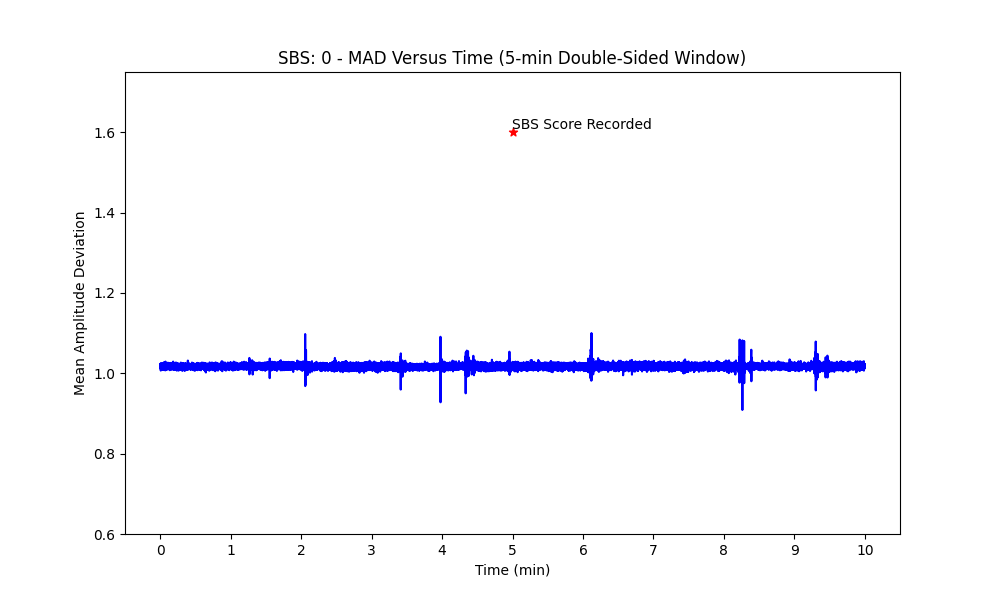 SBS: 0 - MAD Versus Time (5-min Double-Sided Window)
SBS Score Recorded
1.6
1.4
1.2
1.0
0.8
0.6
Mean Amplitude Deviation
0 1 2 3 4 5 6 7 8 9 10
Time (min)